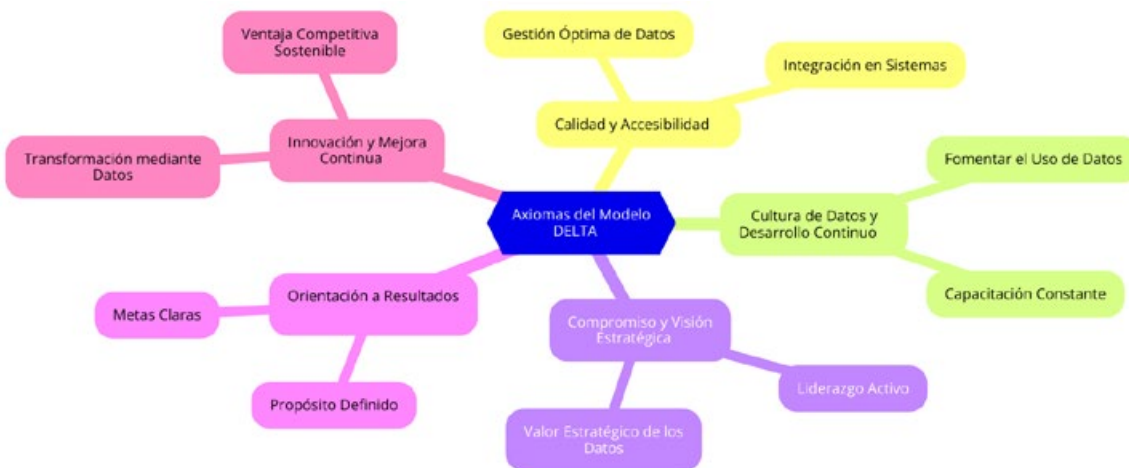 Ventaja Competitiva
Sostenible
Gestión Óptima de Datos
Integración en Sistemas
Calidad y Accesibilidad
Innovación y Mejora
Continua
Transformación mediante
Datos
Fomentar el Uso de Datos
Axiomas del Modelo
DELTA
Cultura de Datos y
Desarrollo Continuo
Orientación a Resultados
Metas Claras
Capacitación Constante
Compromiso y Visión
Estratégica
Propósito Definido
Liderazgo Activo
Valor Estratégico de los
Datos